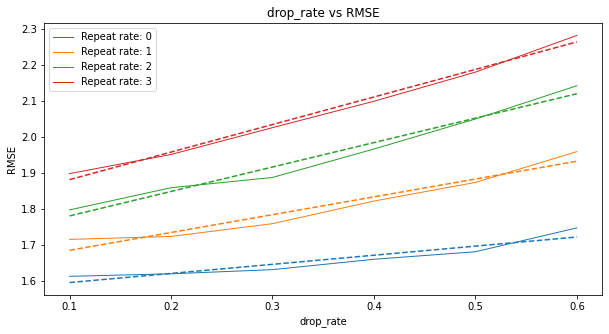 drop_rate vs RMSE
Repeat rate: 0
Repeat rate: 1
Repeat rate: 2
Repeat rate: 3
2.3
2.2
2.1
2.0
1.9
1.8
1.7
1.6
RMSE
0.1 0.2 0.3 0.4 0.5 0.6
drop_rate